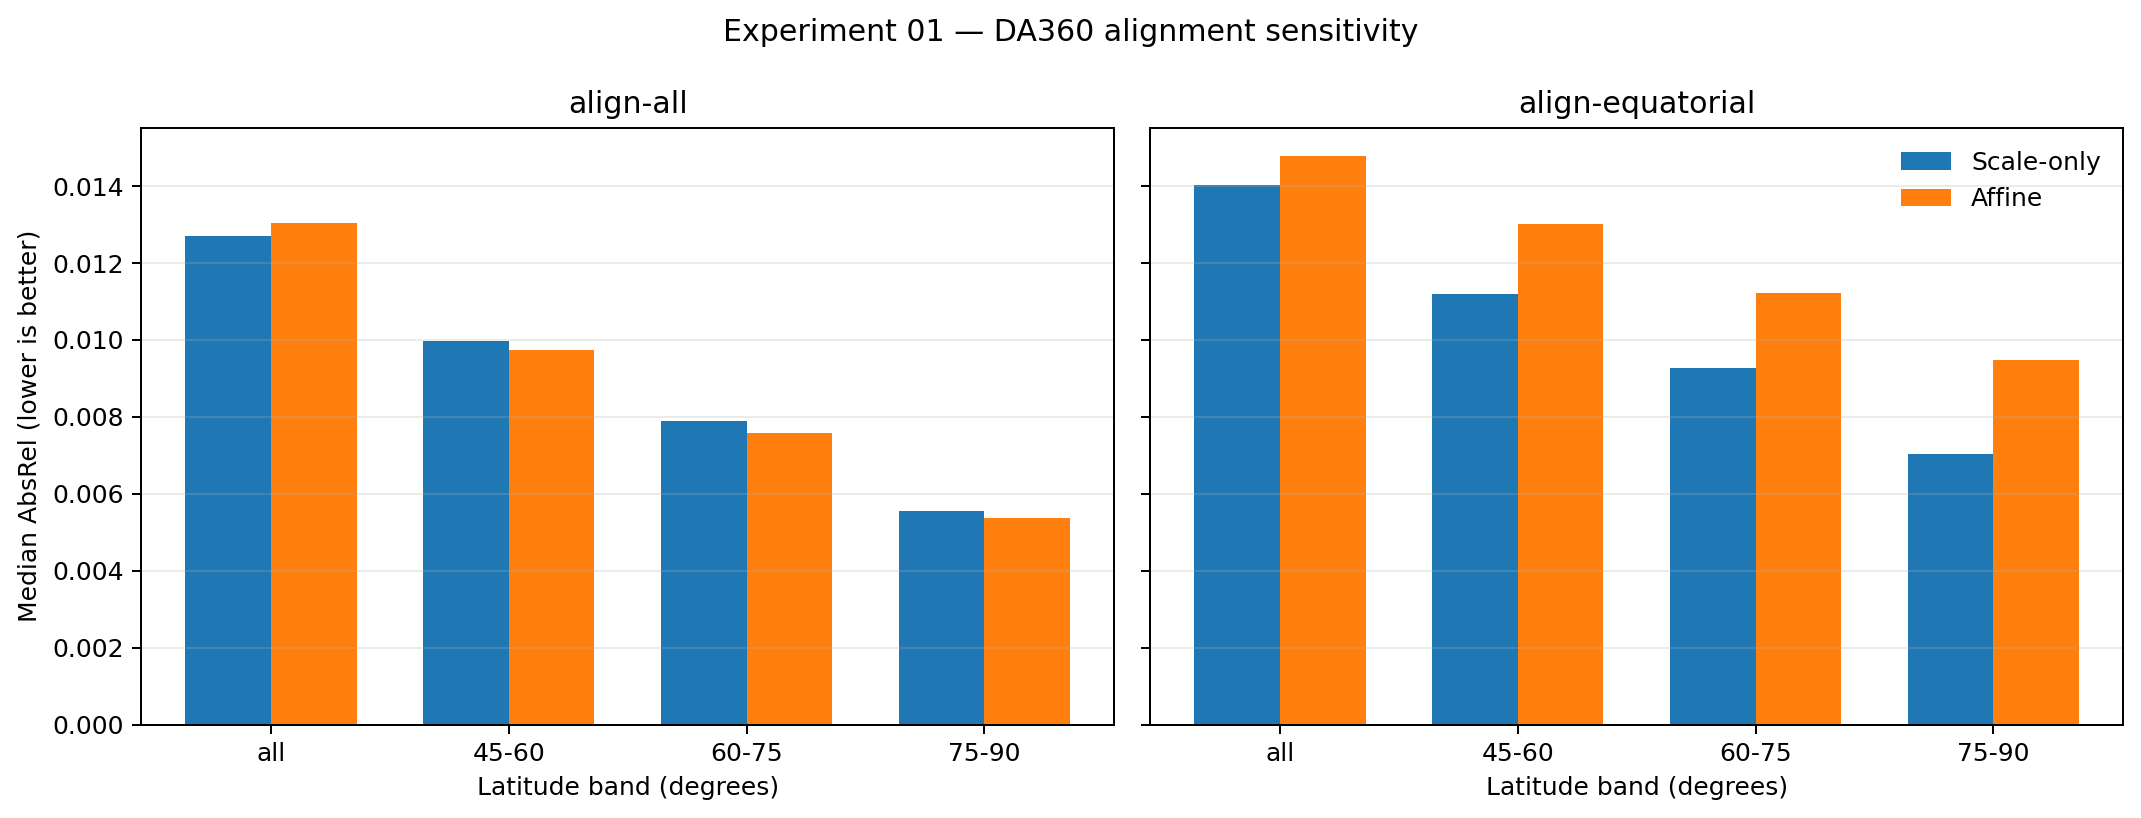 Experiment 01 — DA360 alignment sensitivity
align-all
Median AbsRel (lower is better)
0.014
0.012
0.010
0.008
0.006
0.004
0.002
0.000
all 45-60 60-75 75-90
Latitude band (degrees)
align-equatorial
Scale-only
Affine
all 45-60 60-75 75-90
Latitude band (degrees)